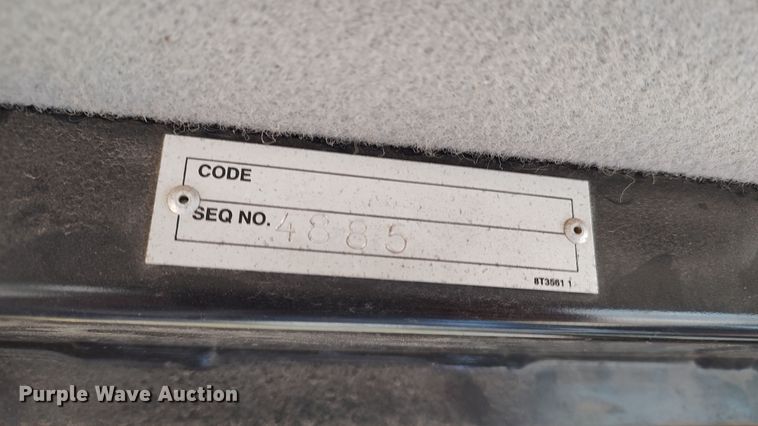 CODE
SEQ NO. 4885
8T3561 1
Purple Wave Auction